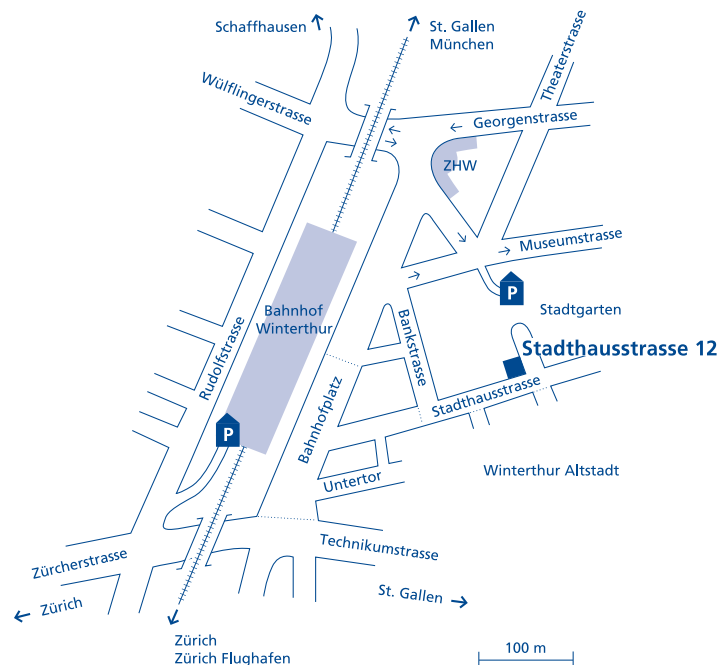 Schaffhausen
St. Gallen
München
Theaterstrasse
Wülflingerstrasse
Georgenstrasse
ZHW
Museumstrasse
P
Stadtgarten
Bahnhof
Winterthur
Bankstrasse
Rudolfstrasse
Stadthausstrasse 12
Stadthausstrasse
Bahnhofplatz
P
Untertor
Winterthur Altstadt
Technikumstrasse
Zürcherstrasse
St. Gallen
Zürich
Zürich
Zürich Flughafen
100 m